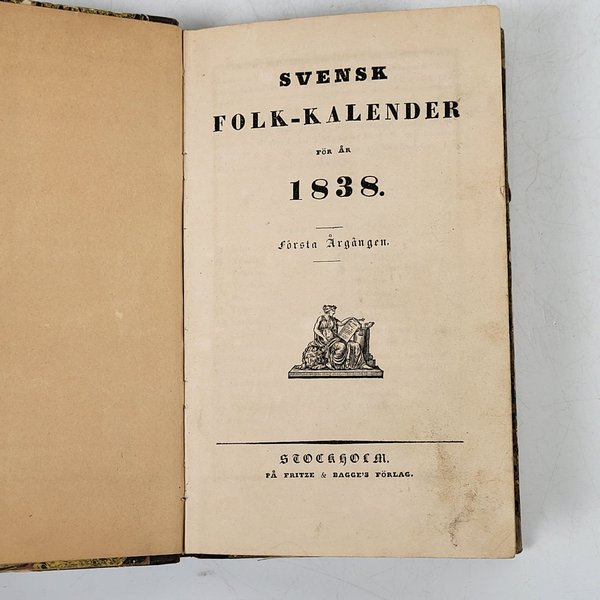 SVENSK
FOLK-KALENDER
FÖR ÅR
1838.
Första Årgången.
STOCKHOLM,
PÅ FRITZE & BAGGE'S FÖRLAG.